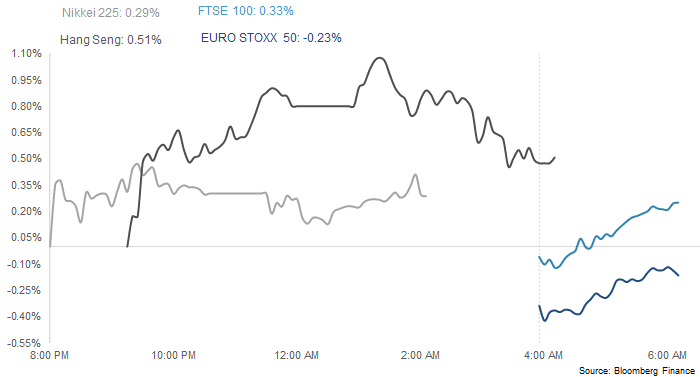 Nikkei 225: 0.29%
FTSE 100: 0.33%
Hang Seng: 0.51%
EURO STOXX 50: -0.23%
1.10%
0.95%
0.80%
0.65%
0.50%
0.35%
0.20%
0.05%
-0.10%
-0.25%
-0.40%
-0.55%
8:00 PM
10:00 PM
12:00 AM
2:00 AM
4:00 AM
6:00 AM
Source: Bloomberg Finance